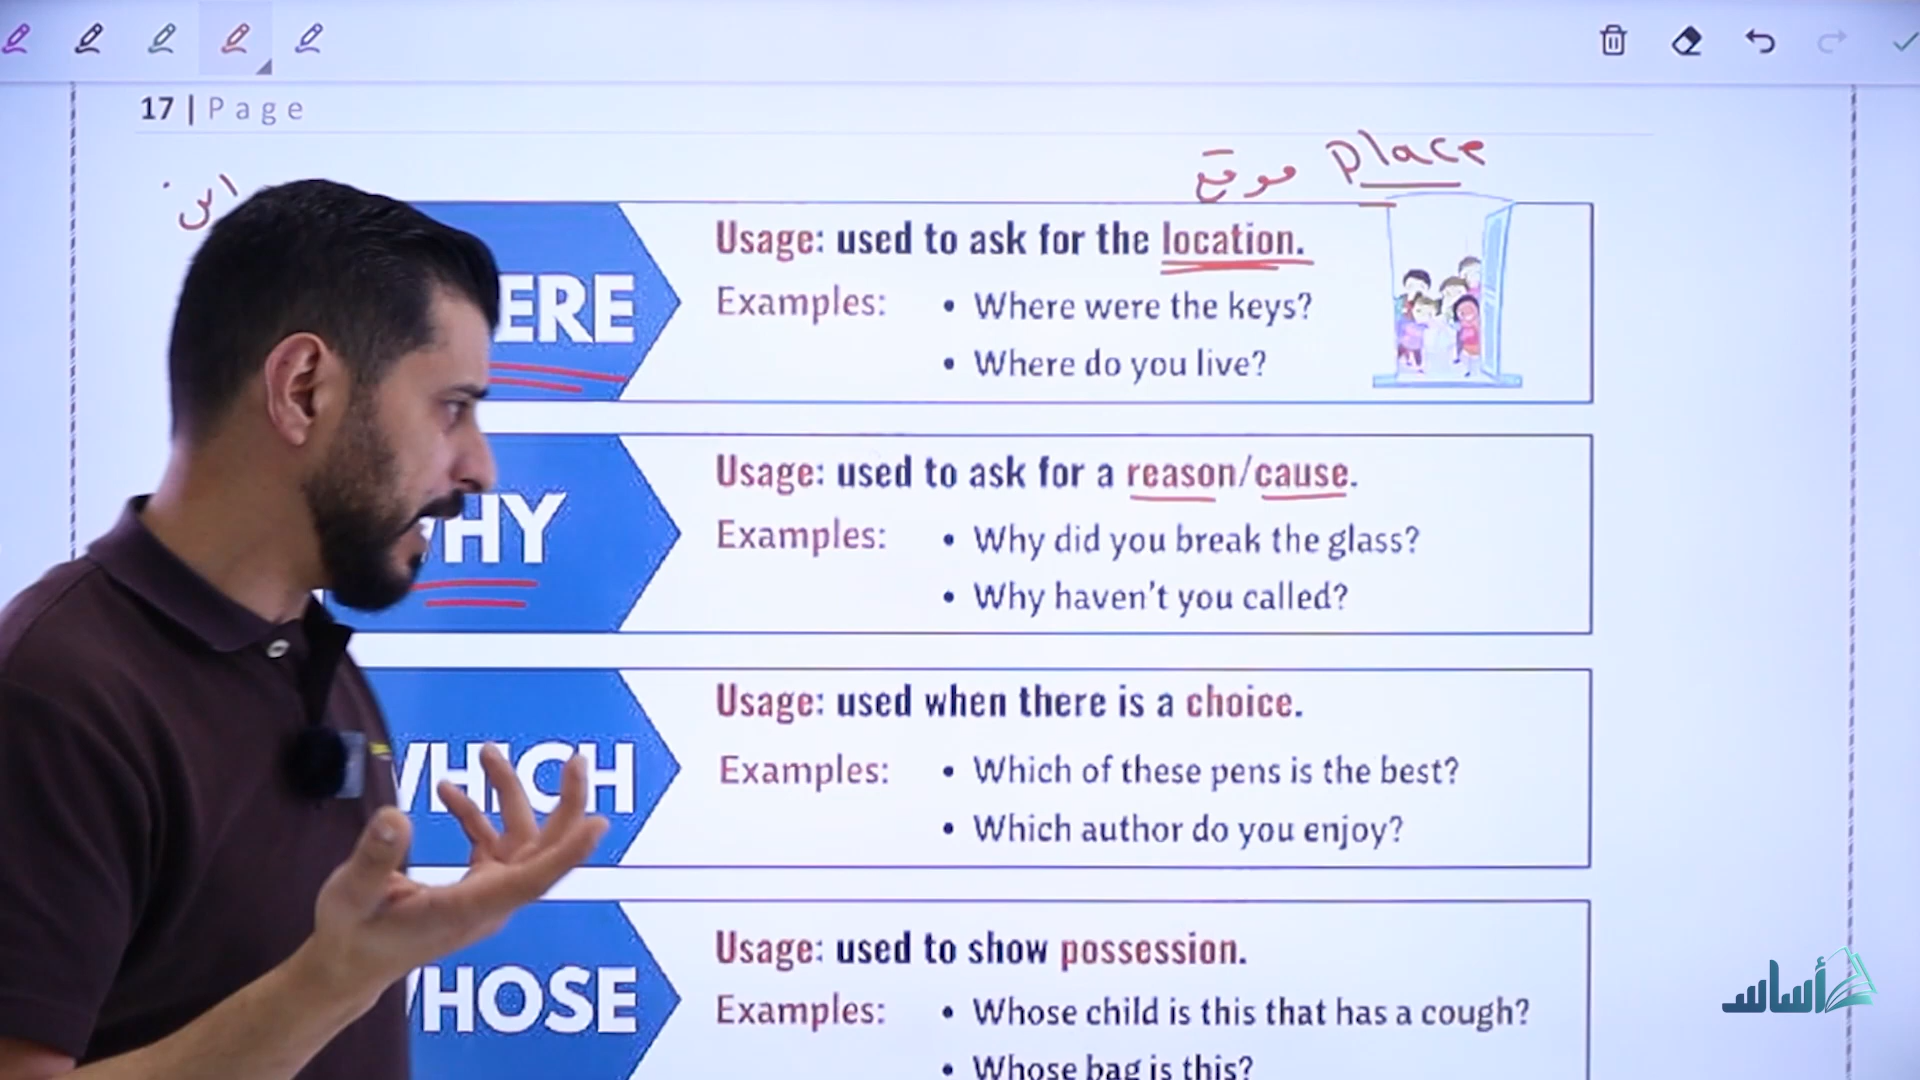 17 | Page
موقع place
اين
ERE
Usage: used to ask for the location.
Examples:
• Where were the keys?
• Where do you live?
WHY
Usage: used to ask for a reason/cause.
Examples:
• Why did you break the glass?
• Why haven't you called?
WHICH
Usage: used when there is a choice.
Examples:
• Which of these pens is the best?
• Which author do you enjoy?
WHOSE
Usage: used to show possession.
Examples:
• Whose child is this that has a cough?
• Whose bag is this?
أساس